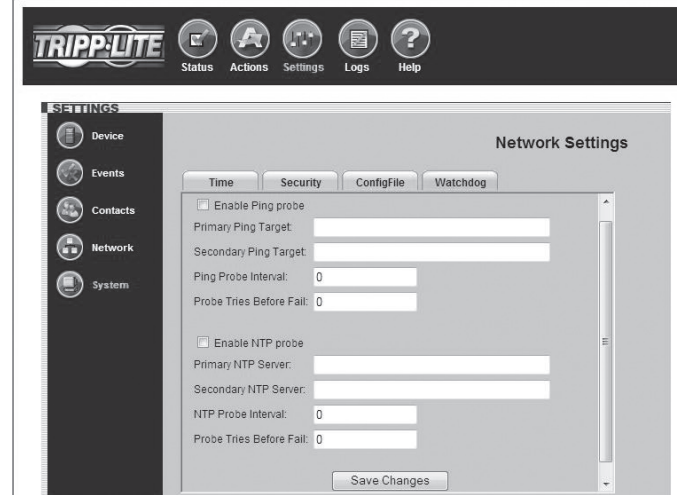 TRIPP·LITE
Status Actions Settings Logs Help
SETTINGS
Device
Events
Contacts
Network
System
Network Settings
Time Security ConfigFile Watchdog
Enable Ping probe
Primary Ping Target:
Secondary Ping Target:
Ping Probe Interval: 0
Probe Tries Before Fail: 0
Enable NTP probe
Primary NTP Server:
Secondary NTP Server:
NTP Probe Interval: 0
Probe Tries Before Fail: 0
Save Changes